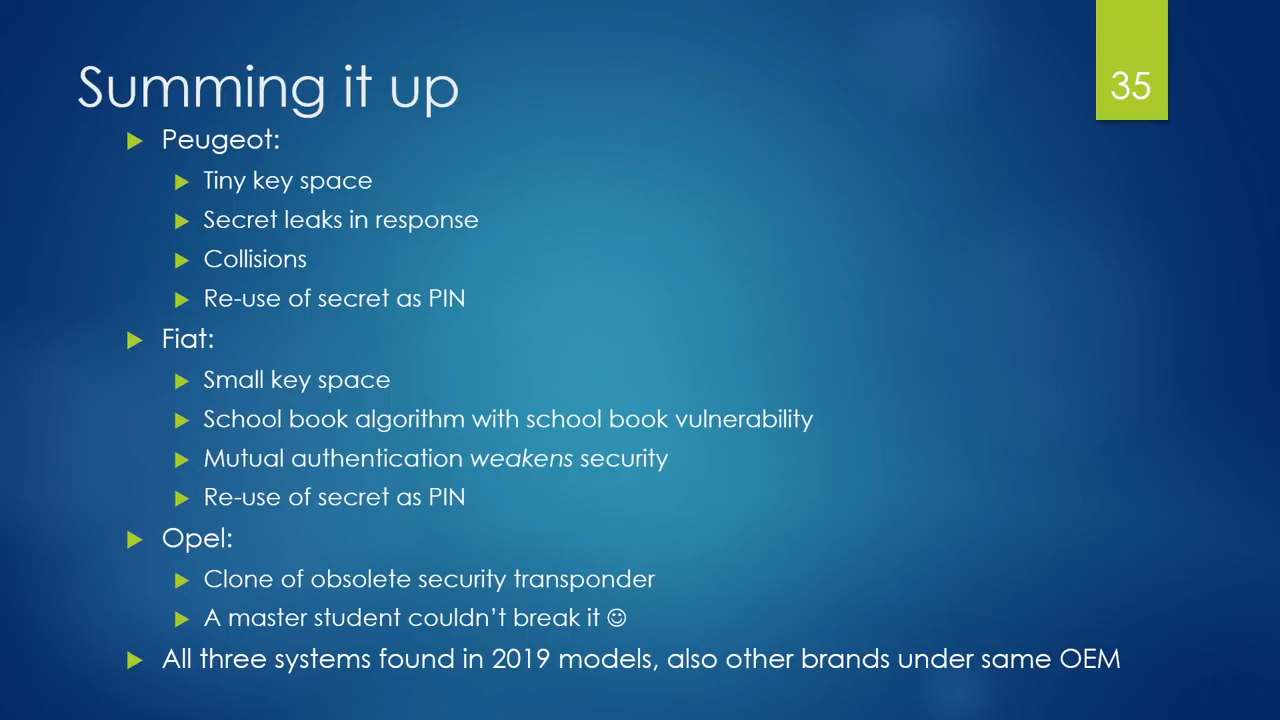 Summing it up
35
Peugeot:
Tiny key space
Secret leaks in response
Collisions
Re-use of secret as PIN
Fiat:
Small key space
School book algorithm with school book vulnerability
Mutual authentication weakens security
Re-use of secret as PIN
Opel:
Clone of obsolete security transponder
A master student couldn’t break it ☺
All three systems found in 2019 models, also other brands under same OEM